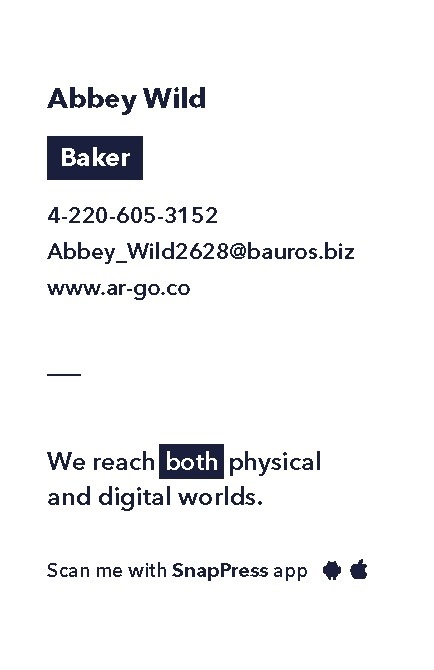 Abbey Wild
Baker
4-220-605-3152
Abbey_Wild2628@bauros.biz
www.ar-go.co
We reach both physical
and digital worlds.
Scan me with SnapPress app